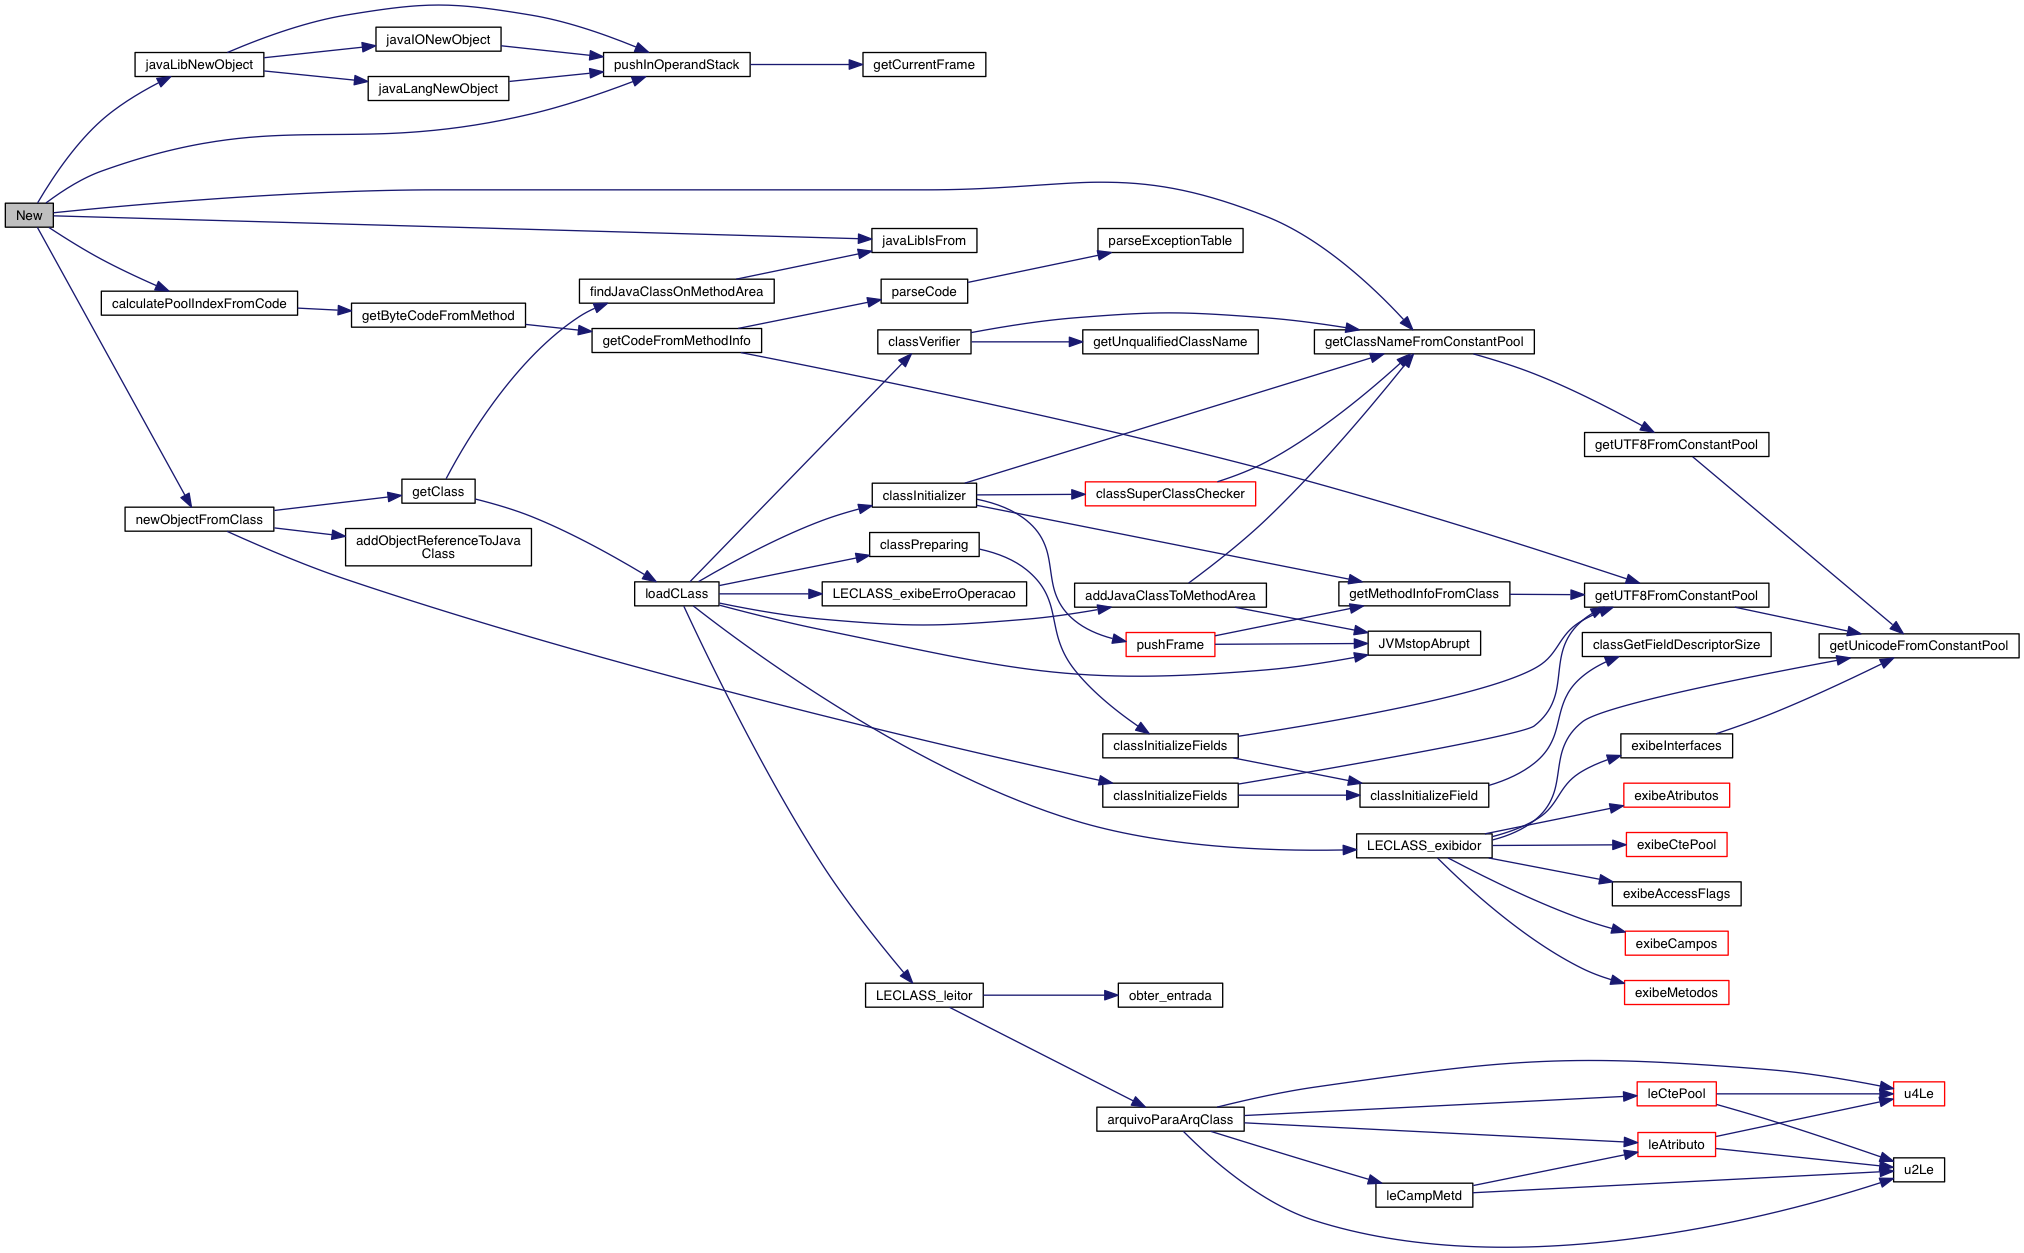 javaIONewObject
javaLibNewObject
pushInOperandStack
getCurrentFrame
javaLangNewObject
New
javaLibIsFrom
parseExceptionTable
findJavaClassOnMethodArea
parseCode
calculatePoolIndexFromCode
getByteCodeFromMethod
getCodeFromMethodInfo
classVerifier
getUnqualifiedClassName
getClassNameFromConstantPool
getUTF8FromConstantPool
getClass
classInitializer
classSuperClassChecker
newObjectFromClass
addObjectReferenceToJava
Class
classPreparing
loadCLass
LECLASS_exibeErroOperacao
addJavaClassToMethodArea
getMethodInfoFromClass
getUTF8FromConstantPool
pushFrame
JVMstopAbrupt
classGetFieldDescriptorSize
getUnicodeFromConstantPool
classInitializeFields
exibeInterfaces
classInitializeFields
classInitializeField
exibeAtributos
LECLASS_exibidor
exibeCtePool
exibeAccessFlags
exibeCampos
LECLASS_leitor
obter_entrada
exibeMetodos
arquivoParaArqClass
leCtePool
u4Le
leAtributo
u2Le
leCampMetd